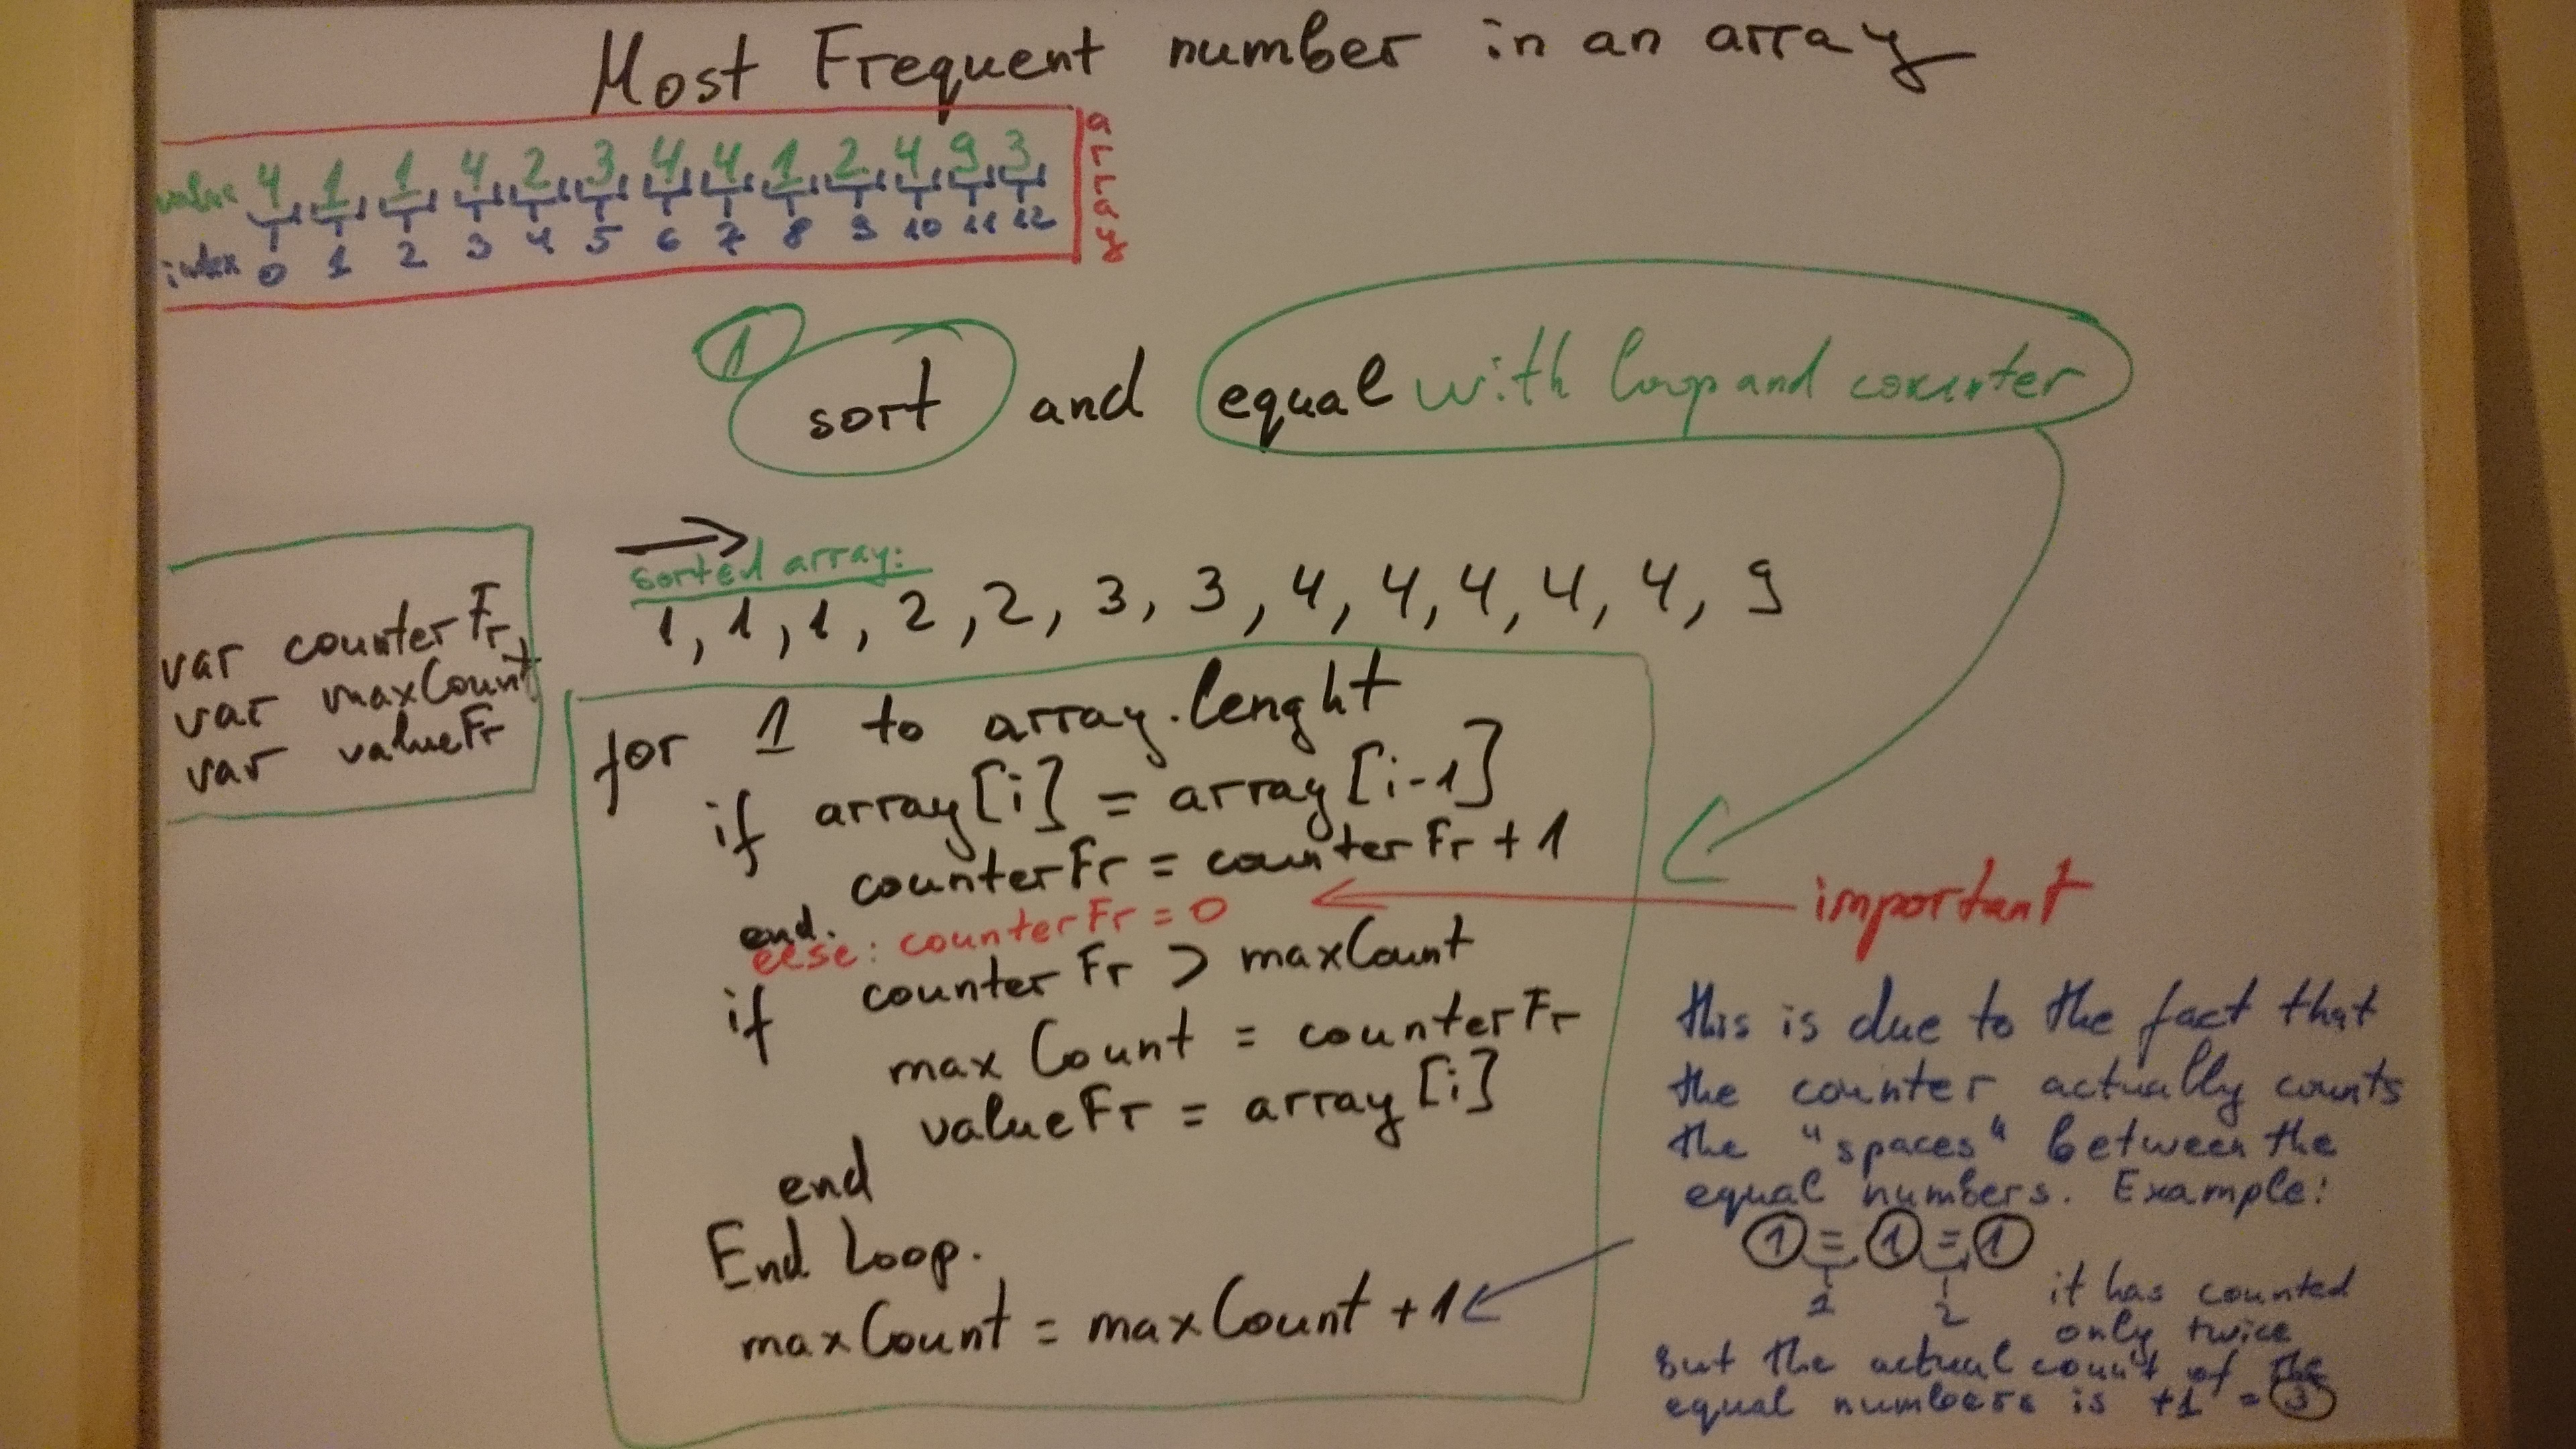 Most Frequent number in an array
value 4 1 1 4 2 3 4 4 1 2 4 9 3
index 0 1 2 3 4 5 6 7 8 9 10 11 12
array
1
sort and equal with loop and counter
sorted array:
1, 1, 1, 2, 2, 3, 3, 4, 4, 4, 4, 4, 9
var counterFr
var maxCount
var valueFr
for 1 to array.lenght
if array[i] = array[i-1]
counterFr = counterFr + 1
end.
else: counterFr = 0
important
if counterFr > maxCount
maxCount = counterFr
valueFr = array[i]
end
End Loop.
maxCount = maxCount +1
this is due to the fact that
the counter actually counts
the "spaces" between the
equal numbers. Example:
1 = 1 = 1
1 2
it has counted
only twice
but the actual count of the
equal numbers is +1 = 3